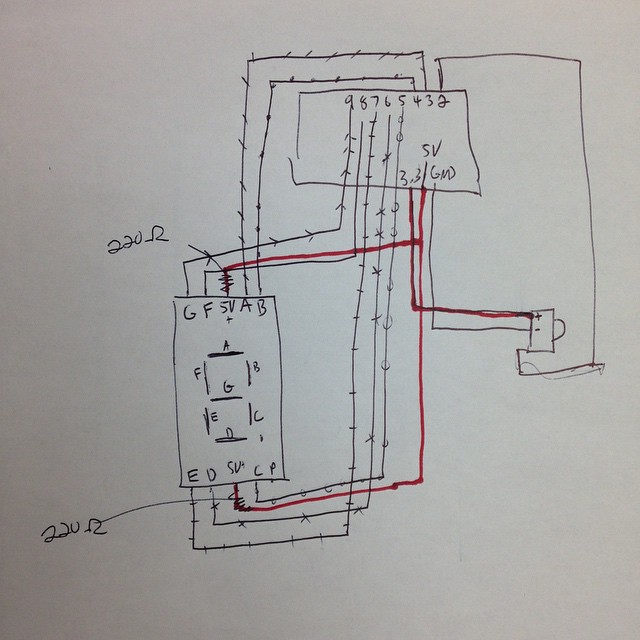 9 8 7 6 5 4 3 2
5V
3.3 GND
220Ω
G F 5V A B
+
+
-
A
F B
G
E C
D
E D 5V+ C P
220Ω